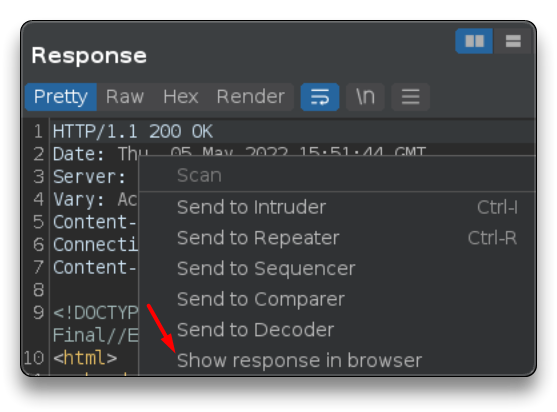 Response
Pretty Raw Hex Render \n
1 HTTP/1.1 200 OK
2 Date: Thu, 05 May 2022 15:51:44 GMT
3 Server:
Scan
4 Vary: Ac
Send to Intruder Ctrl-I
5 Content-
Send to Repeater Ctrl-R
6 Connecti
7 Content-
Send to Sequencer
8
Send to Comparer
9 <!DOCTYP
Send to Decoder
Final//E
10 <html>
Show response in browser